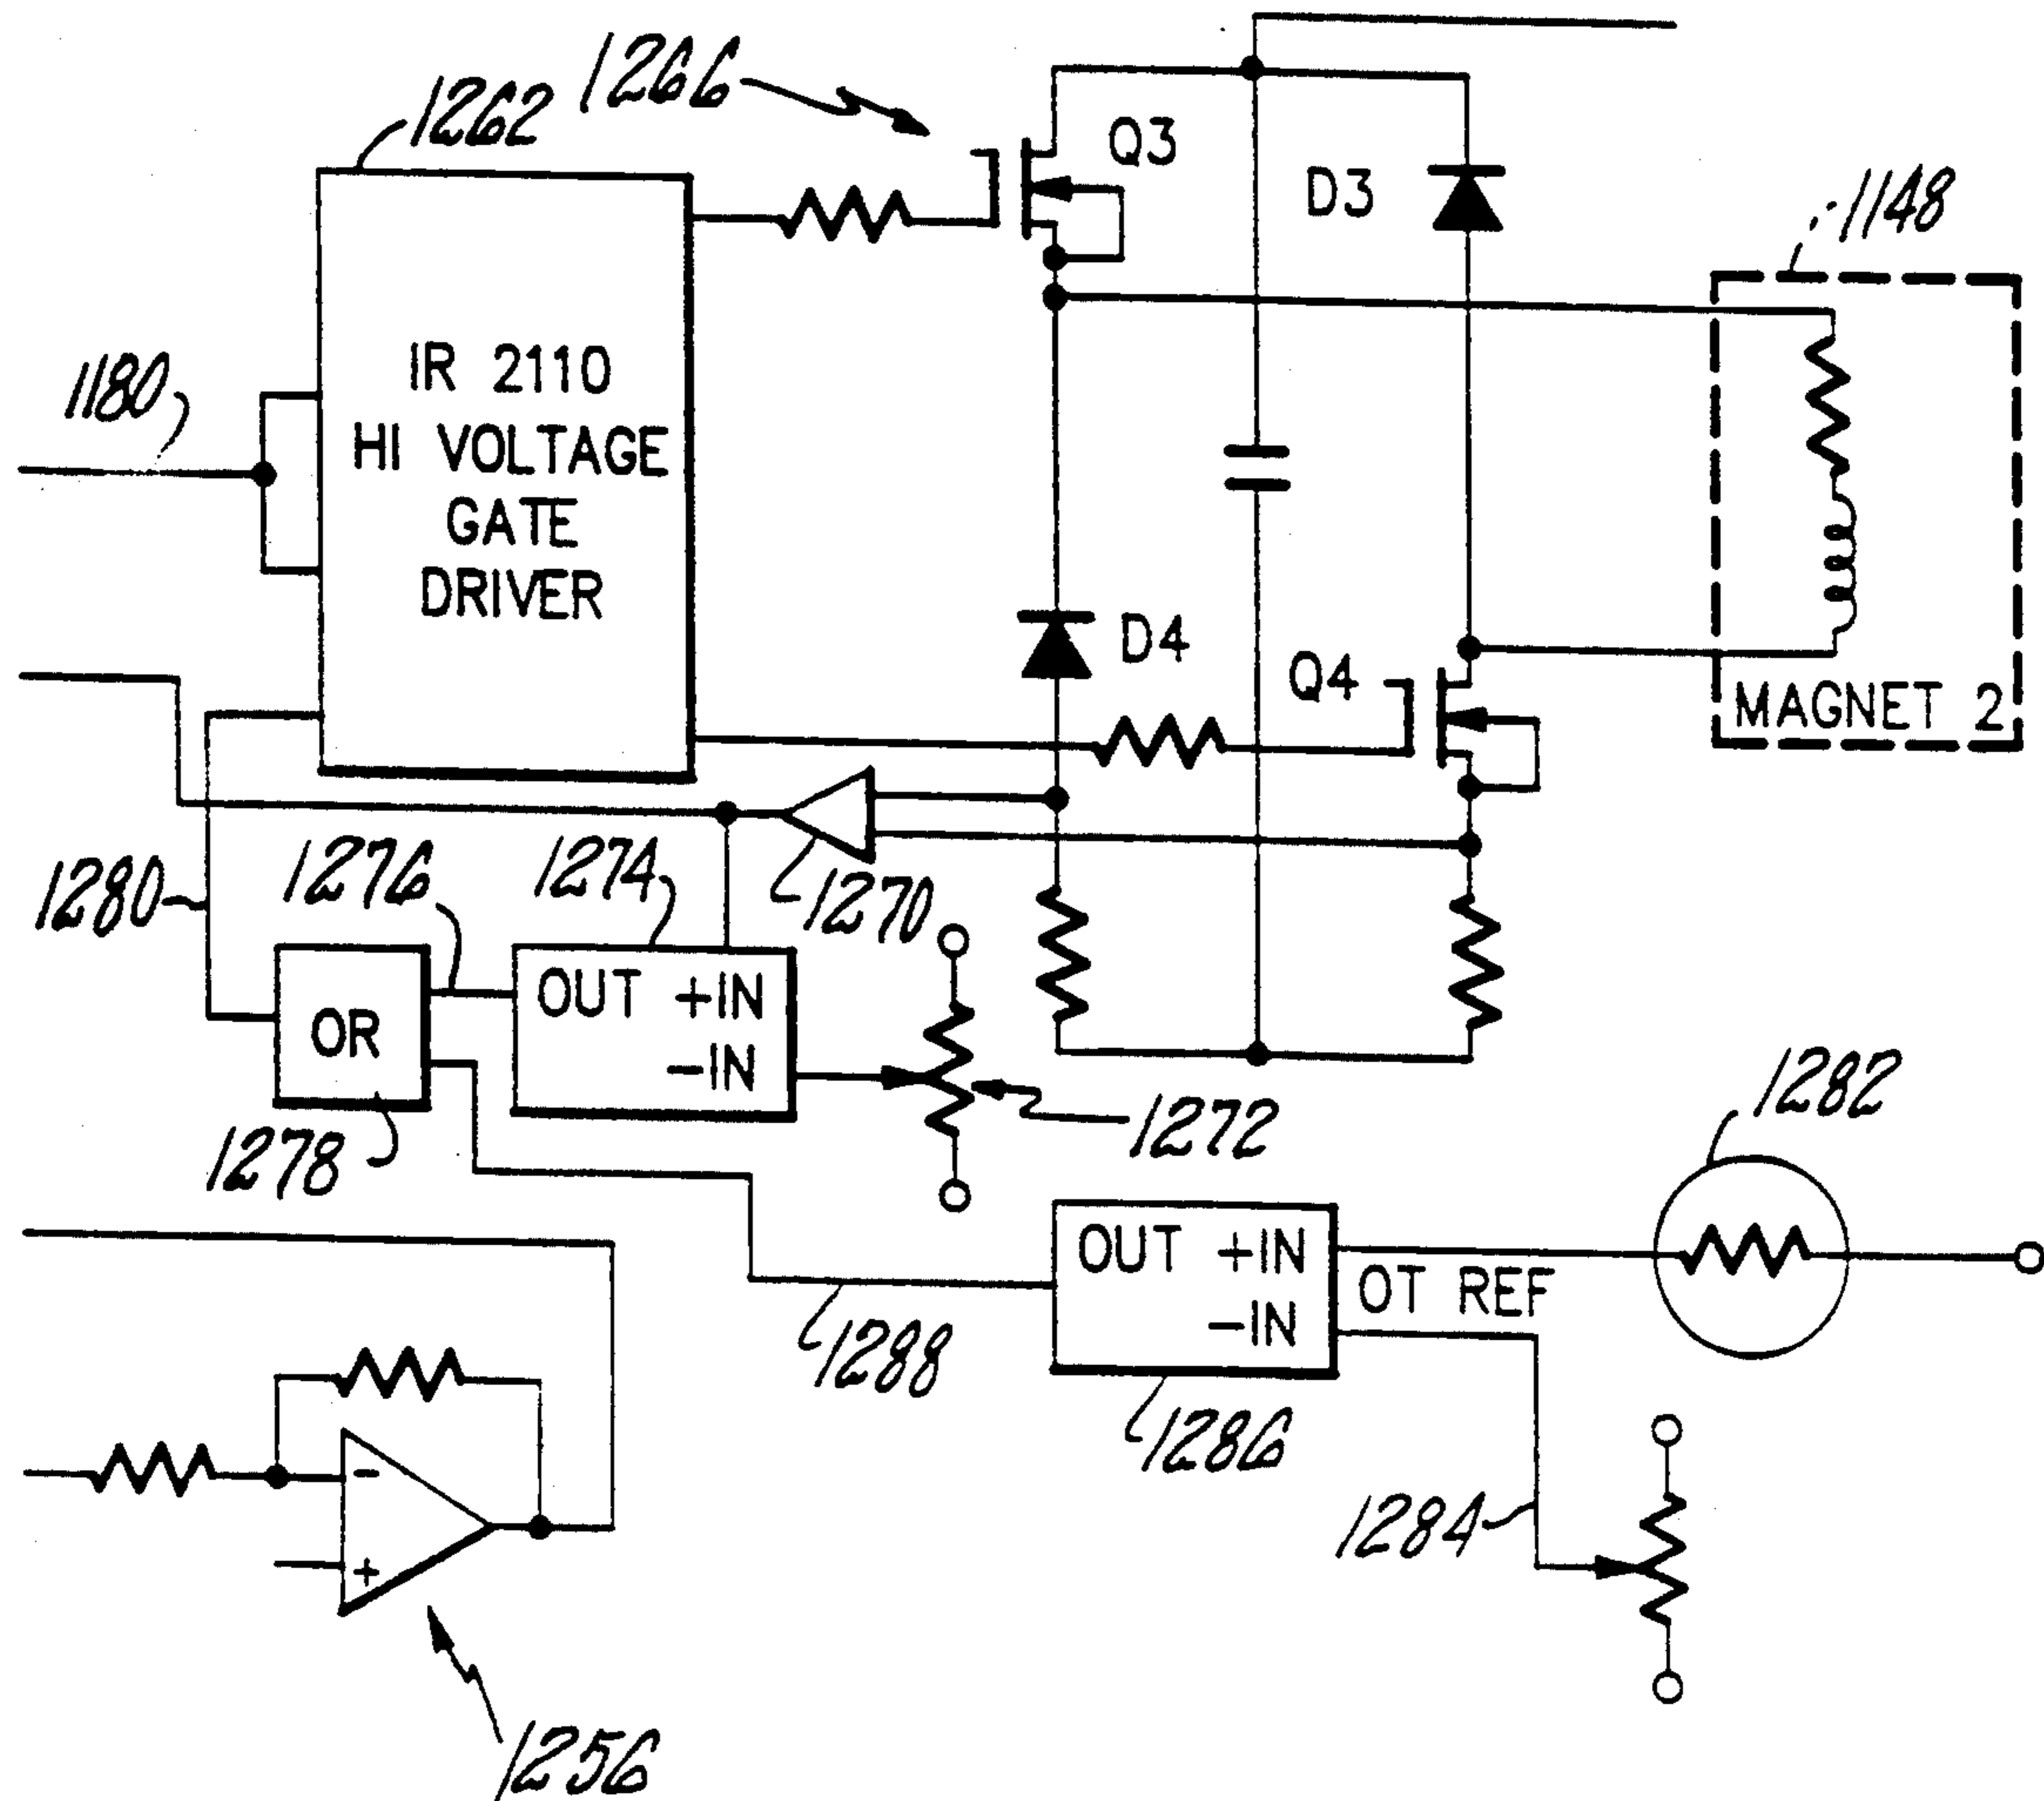 1266
1262
Q3
D3
1148
IR 2110
HI VOLTAGE
GATE
DRIVER
1180
D4
Q4
MAGNET 2
1280
1276
1274
1270
OR
OUT +IN
-IN
1278
1272
1282
OUT +IN
-IN
OT REF
1288
1286
1284
-
+
1256